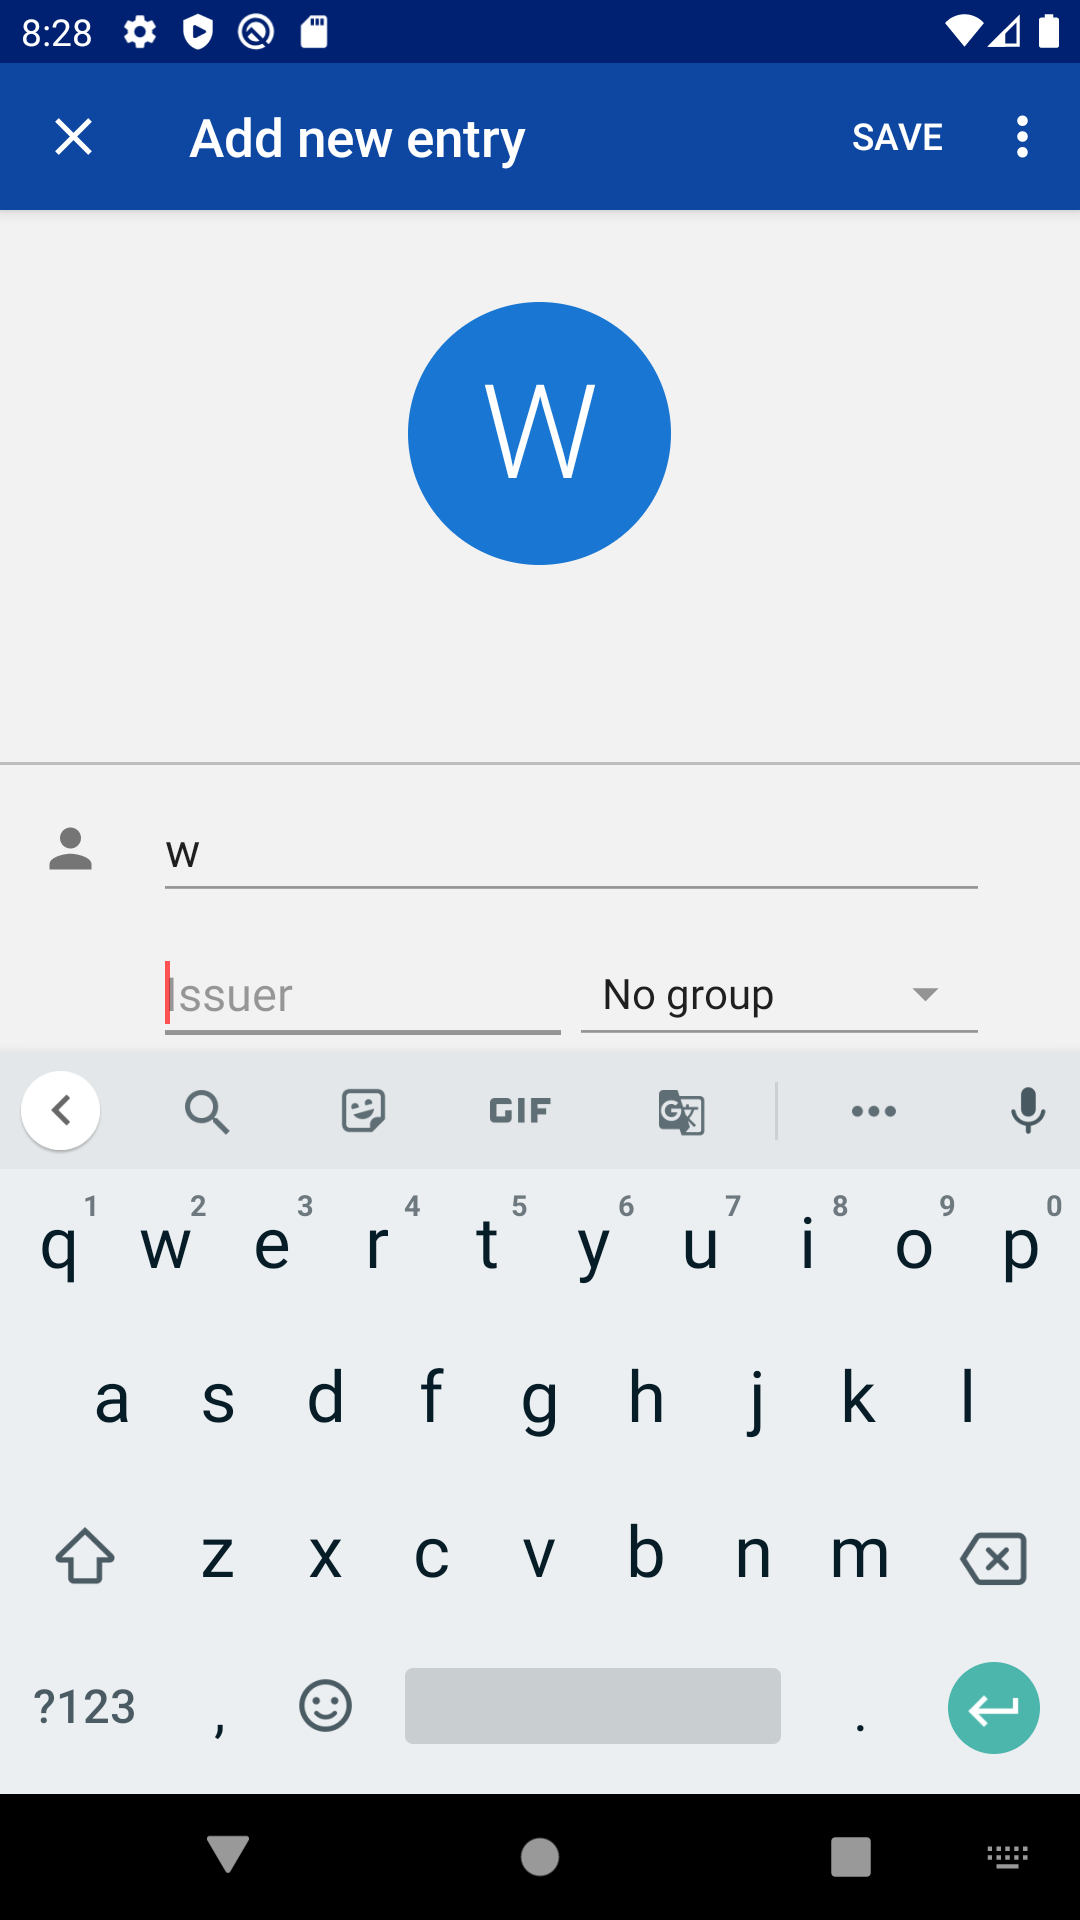 8:28
Add new entry SAVE
W
w
Issuer No group
GIF
1 2 3 4 5 6 7 8 9 0
q w e r t y u i o p
a s d f g h j k l
z x c v b n m
?123 , .